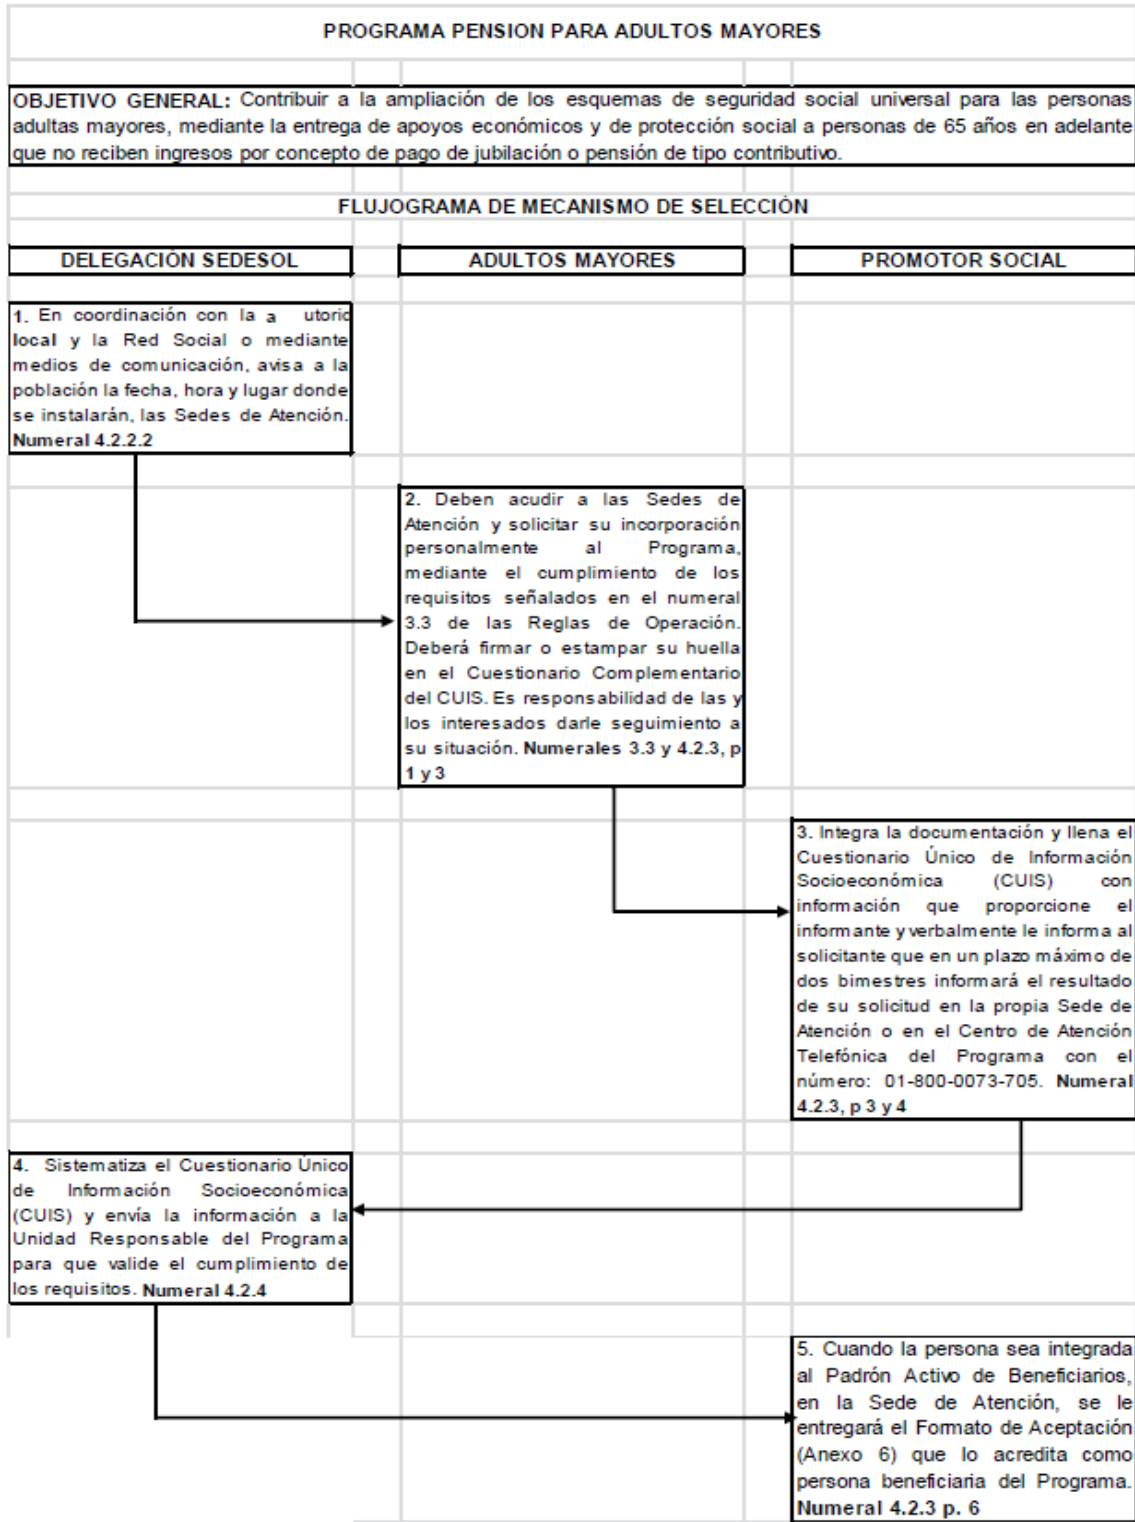 PROGRAMA PENSION PARA ADULTOS MAYORES
OBJETIVO GENERAL: Contribuir a la ampliación de los esquemas de seguridad social universal para las personas
adultas mayores, mediante la entrega de apoyos económicos y de protección social a personas de 65 años en adelante
que no reciben ingresos por concepto de pago de jubilación o pensión de tipo contributivo.
FLUJOGRAMA DE MECANISMO DE SELECCIÓN
DELEGACIÓN SEDESOL
ADULTOS MAYORES
PROMOTOR SOCIAL
1. En coordinación con la a utorid
local y la Red Social o mediante
medios de comunicación, avisa a la
población la fecha, hora y lugar donde
se instalarán, las Sedes de Atención.
Numeral 4.2.2.2
2. Deben acudir a las Sedes de
Atención y solicitar su incorporación
personalmente al Programa,
mediante el cumplimiento de los
requisitos señalados en el numeral
3.3 de las Reglas de Operación.
Deberá firmar o estampar su huella
en el Cuestionario Complementario
del CUIS. Es responsabilidad de las y
los interesados darle seguimiento a
su situación. Numerales 3.3 y 4.2.3, p
1 y 3
3. Integra la documentación y llena el
Cuestionario Único de Información
Socioeconómica (CUIS) con
información que proporcione el
informante y verbalmente le informa al
solicitante que en un plazo máximo de
dos bimestres informará el resultado
de su solicitud en la propia Sede de
Atención o en el Centro de Atención
Telefónica del Programa con el
número: 01-800-0073-705. Numeral
4.2.3, p 3 y 4
4. Sistematiza el Cuestionario Único
de Información Socioeconómica
(CUIS) y envía la información a la
Unidad Responsable del Programa
para que valide el cumplimiento de
los requisitos. Numeral 4.2.4
5. Cuando la persona sea integrada
al Padrón Activo de Beneficiarios,
en la Sede de Atención, se le
entregará el Formato de Aceptación
(Anexo 6) que lo acredita como
persona beneficiaria del Programa.
Numeral 4.2.3 p. 6